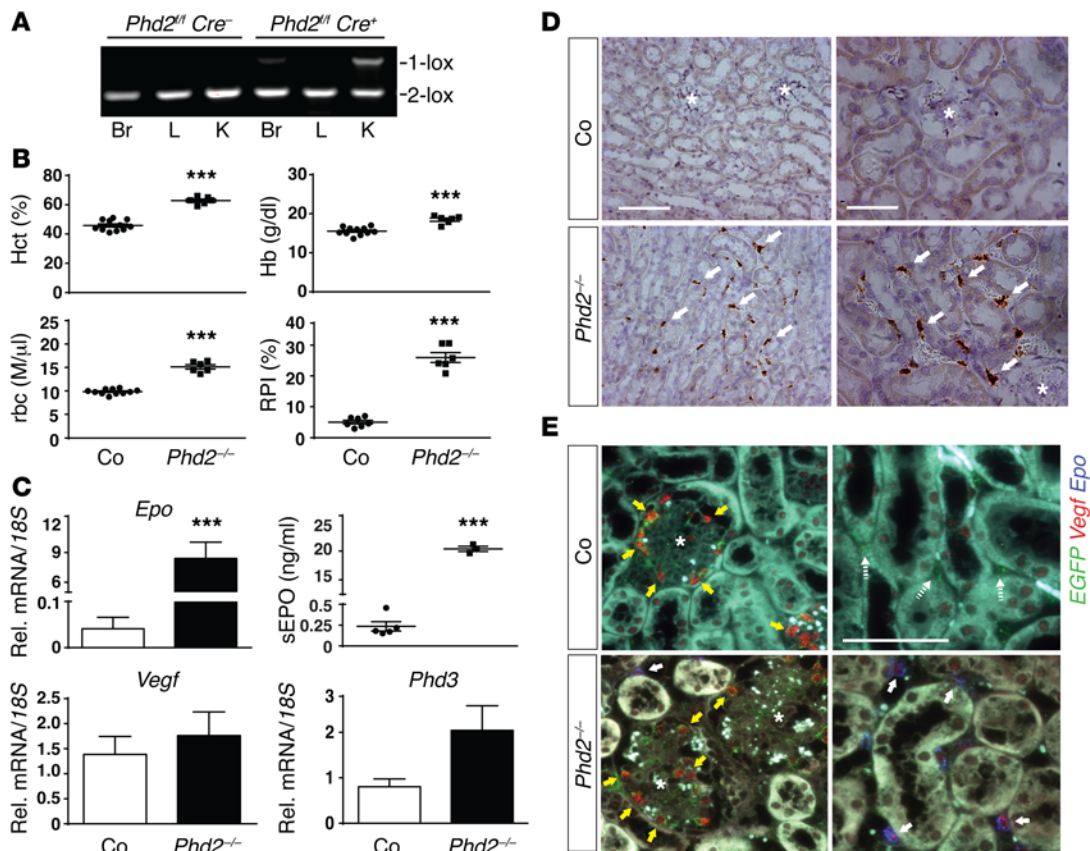 A
Phd2f/f Cre– Phd2f/f Cre+
-1-lox
-2-lox
Br L K Br L K
B
Hct (%)
80
60
40
20
0
***
Hb (g/dl)
30
20
10
0
***
rbc (M/μl)
25
20
15
10
5
0
***
RPI (%)
30
20
10
0
***
Co Phd2–/– Co Phd2–/–
C
Epo
Rel. mRNA/18S
12
9
6
3
0.1
0
***
sEPO (ng/ml)
25
20
15
0.5
0.25
0
***
Vegf
Rel. mRNA/18S
2.5
2.0
1.5
1.0
0.5
0
Phd3
Rel. mRNA/18S
3
2
1
0
Co Phd2–/– Co Phd2–/–
D
Co
*
*
*
Phd2–/–
*
E
Co
*
Phd2–/–
*
*
EGFP Vegf Epo